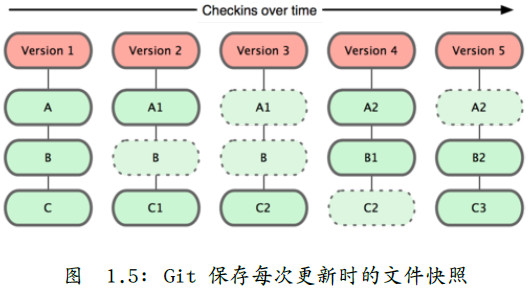 Checkins over time
Version 1 Version 2 Version 3 Version 4 Version 5
A A1 A1 A2 A2
B B B B1 B2
C C1 C2 C2 C3
图 1.5: Git 保存每次更新时的文件快照